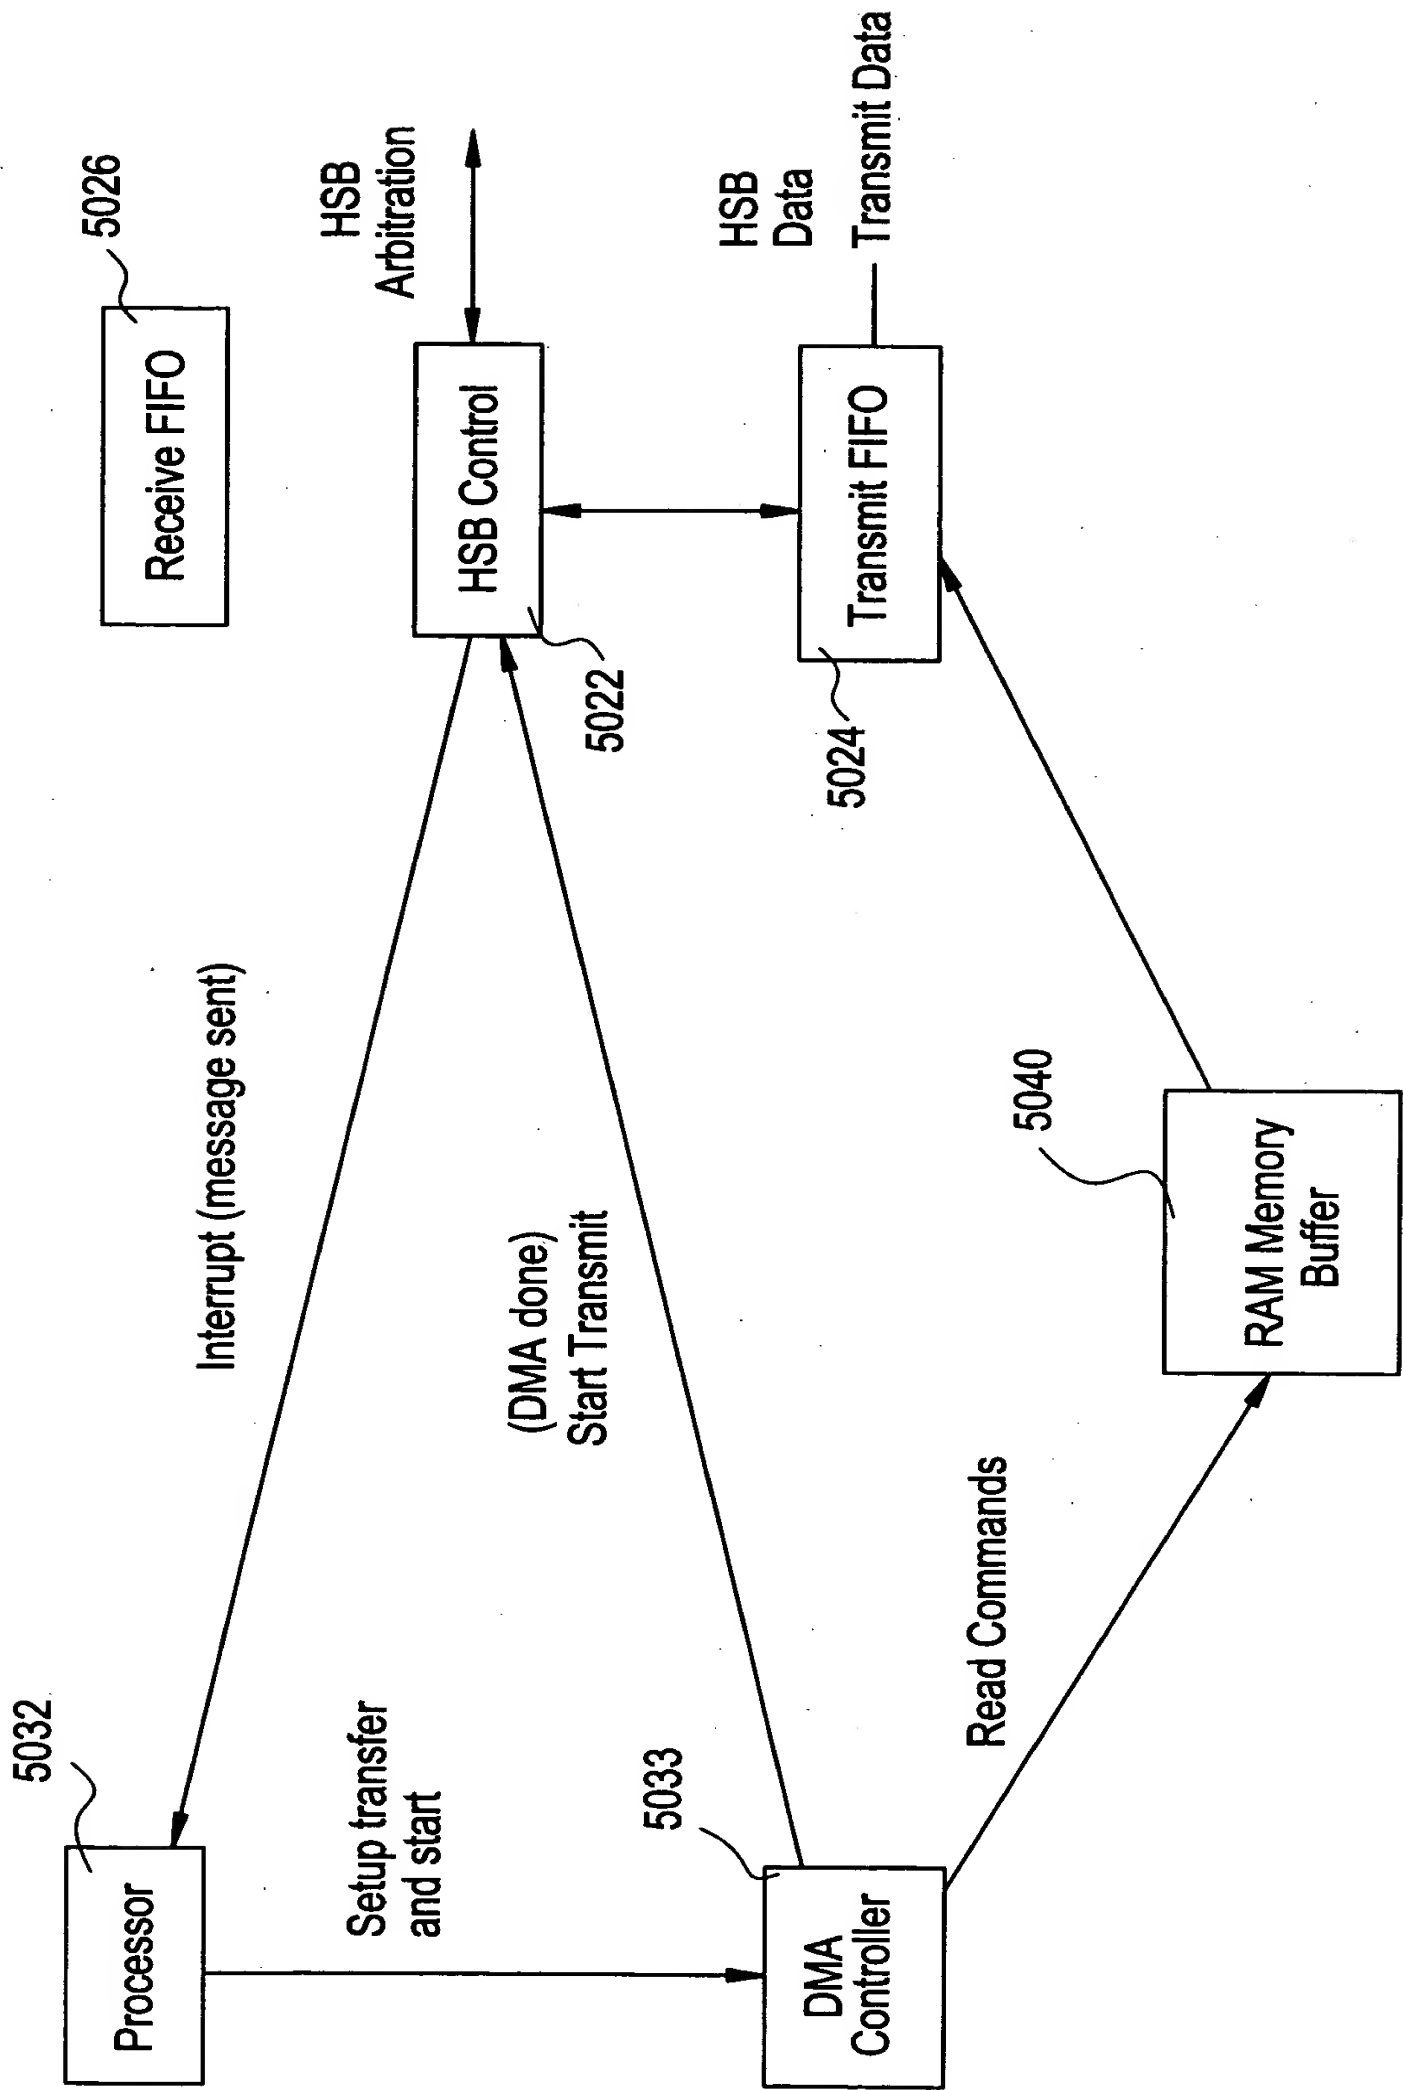 5032
Processor
Interrupt (message sent)
5026
Receive FIFO
Setup transfer
and start
HSB
Arbitration
HSB Control
5022
(DMA done)
Start Transmit
5033
DMA
Controller
HSB
Data
Transmit Data
Transmit FIFO
5024
Read Commands
5040
RAM Memory
Buffer